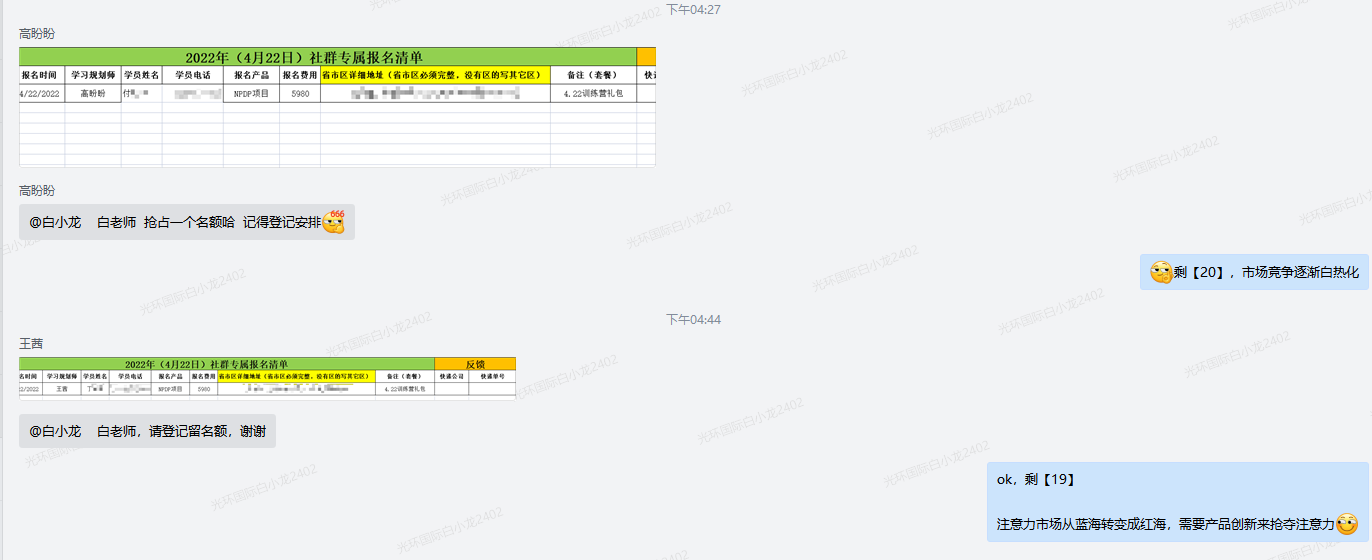 下午04:27
高盼盼
2022年（4月22日）社群专属报名清单
报名时间 学习规划师 学员姓名 学员电话 报名产品 报名费用 省市区详细地址（省市区必须完整，没有区的写其它区） 备注（套餐）
4/22/2022 高盼盼 付 NPDP项目 5980 4.22训练营礼包
高盼盼
@白小龙 白老师 抢占一个名额哈 记得登记安排
剩【20】，市场竞争逐渐白热化
下午04:44
王茜
2022年（4月22日）社群专属报名清单 反馈
名时间 学习规划师 学员姓名 学员电话 报名产品 报名费用 省市区详细地址（省市区必须完整，没有区的写其它区） 备注（套餐） 快递公司 快递单号
2/2022 王茜 丁 NPDP项目 5980 4.22训练营礼包
@白小龙 白老师，请登记留名额，谢谢
ok，剩【19】
注意力市场从蓝海转变成红海，需要产品创新来抢夺注意力
光环国际白小龙2402